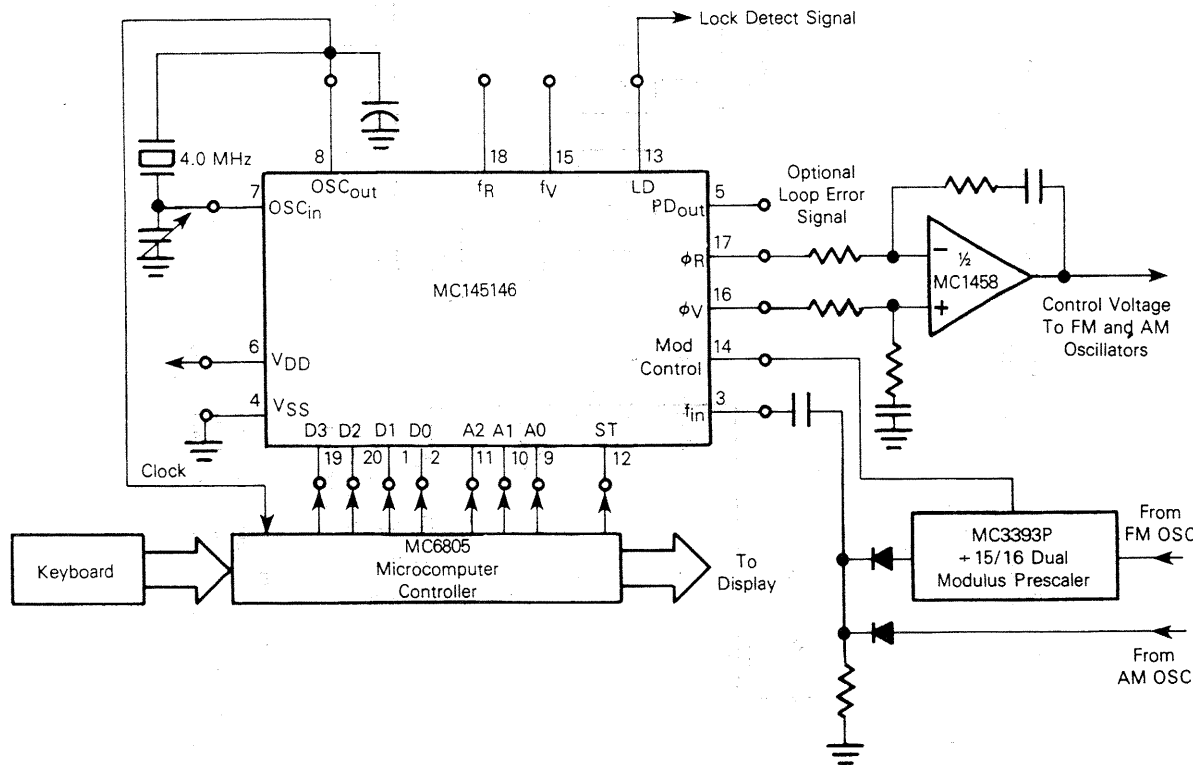 Lock Detect Signal
4.0 MHz
8
18
15
13
OSCout
fR
fV
LD
7
OSCin
5
PDout
Optional
Loop Error
Signal
17
φR
16
φV
MC145146
−
+
½
MC1458
Control Voltage
To FM and AM
Oscillators
6
VDD
14
Mod
Control
4
VSS
3
fin
D3 D2 D1 D0 A2 A1 A0 ST
19 20 1 2 11 10 9 12
Clock
Keyboard
MC6805
Microcomputer
Controller
To
Display
MC3393P
÷ 15/16 Dual
Modulus Prescaler
From
FM OSC
From
AM OSC